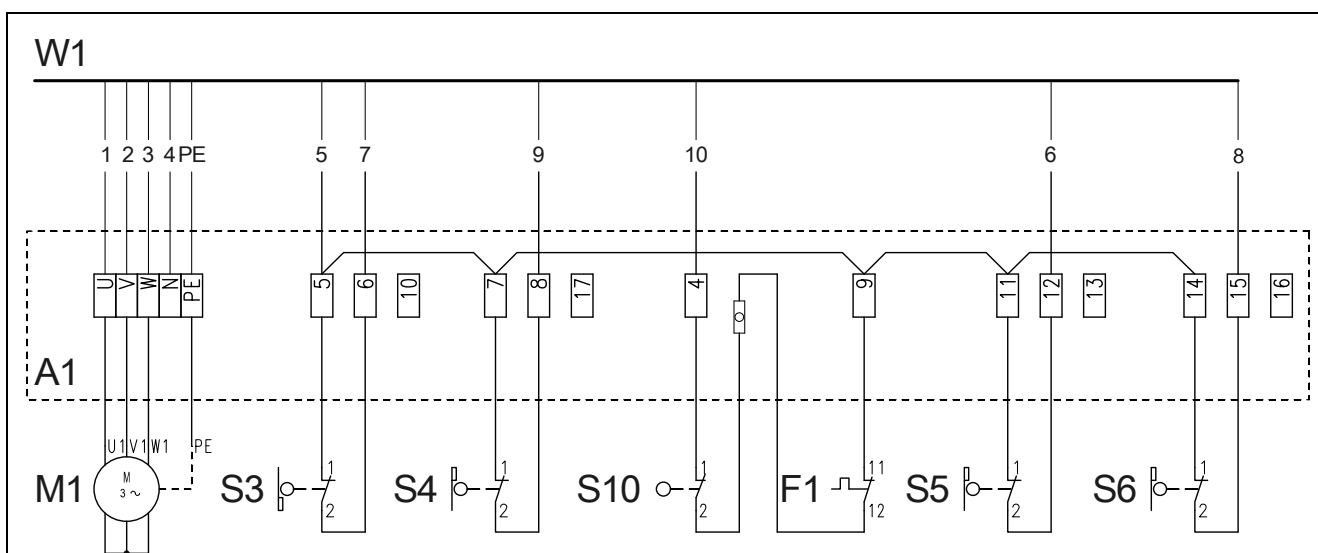 W1
1 2 3 4 PE 5 7 9 10 6 8
U V W N PE 5 6 10 7 8 17 4 9 11 12 13 14 15 16
A1
U1 V1 W1 PE
M1 M 3 ~ S3 1 2 S4 1 2 S10 1 2 F1 11 12 S5 1 2 S6 1 2